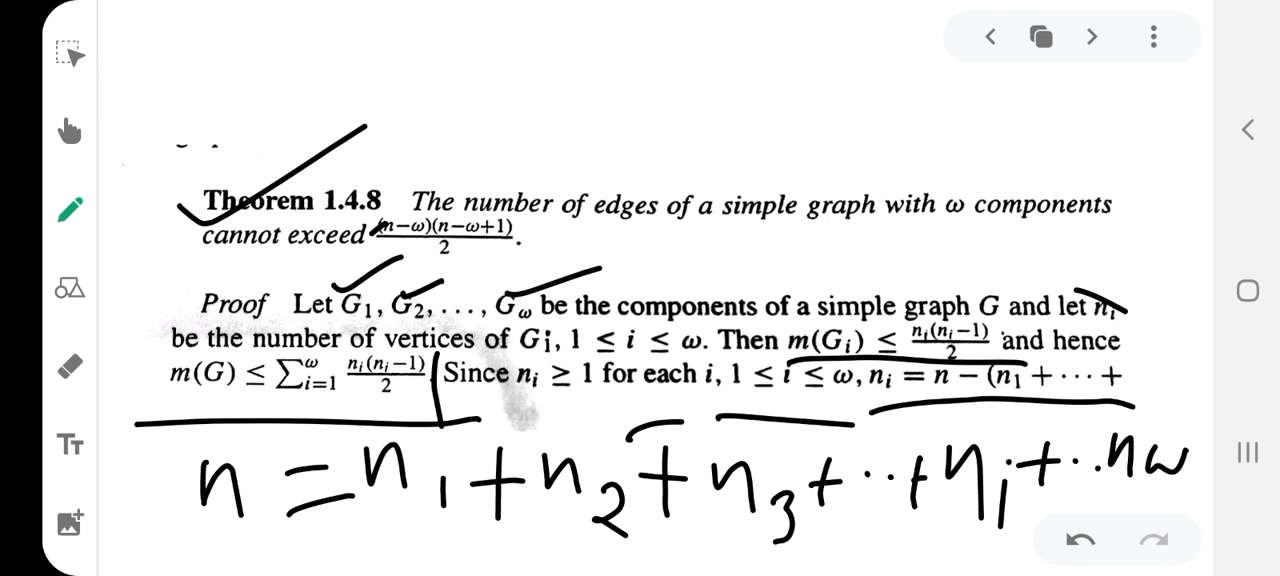 Theorem 1.4.8 The number of edges of a simple graph with ω components
cannot exceed (n−ω)(n−ω+1)/2.
Proof Let G₁, G₂, . . . , G_ω be the components of a simple graph G and let nᵢ
be the number of vertices of Gᵢ, 1 ≤ i ≤ ω. Then m(Gᵢ) ≤ nᵢ(nᵢ−1)/2 and hence
m(G) ≤ ∑_{i=1}^{ω} nᵢ(nᵢ−1)/2 Since nᵢ ≥ 1 for each i, 1 ≤ i ≤ ω, nᵢ = n − (n₁ + · · · +
n = n₁ + n₂ + n₃ + ·· + nᵢ + ·· n_ω
TT